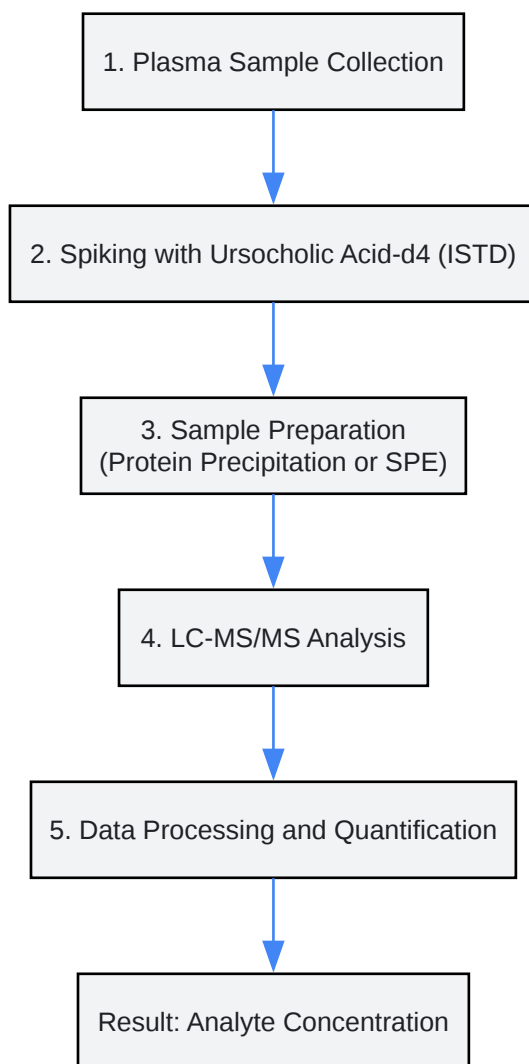 1. Plasma Sample Collection
2. Spiking with Ursocholic Acid-d4 (ISTD)
3. Sample Preparation
(Protein Precipitation or SPE)
4. LC-MS/MS Analysis
5. Data Processing and Quantification
Result: Analyte Concentration